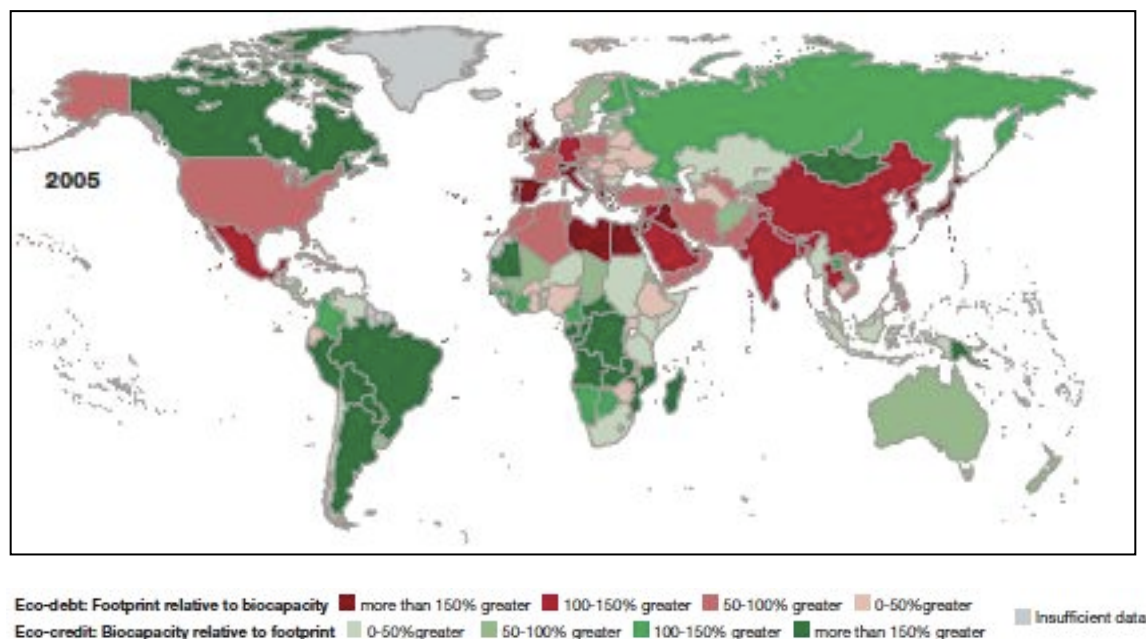 2005
Eco-debt: Footprint relative to biocapacity more than 150% greater 100-150% greater 50-100% greater 0-50%greater
Insufficient data
Eco-credit: Biocapacity relative to footprint 0-50%greater 50-100% greater 100-150% greater more than 150% greater